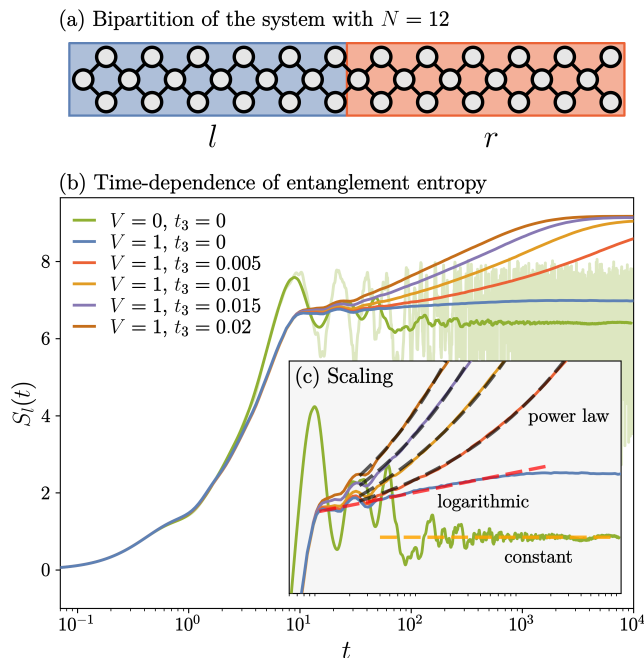 (a) Bipartition of the system with N = 12
l r
(b) Time-dependence of entanglement entropy
V = 0, t₃ = 0
V = 1, t₃ = 0
V = 1, t₃ = 0.005
V = 1, t₃ = 0.01
V = 1, t₃ = 0.015
V = 1, t₃ = 0.02
8
6
4
2
0
Sₗ(t)
(c) Scaling
power law
logarithmic
constant
10⁻¹ 10⁰ 10¹ 10² 10³ 10⁴
t